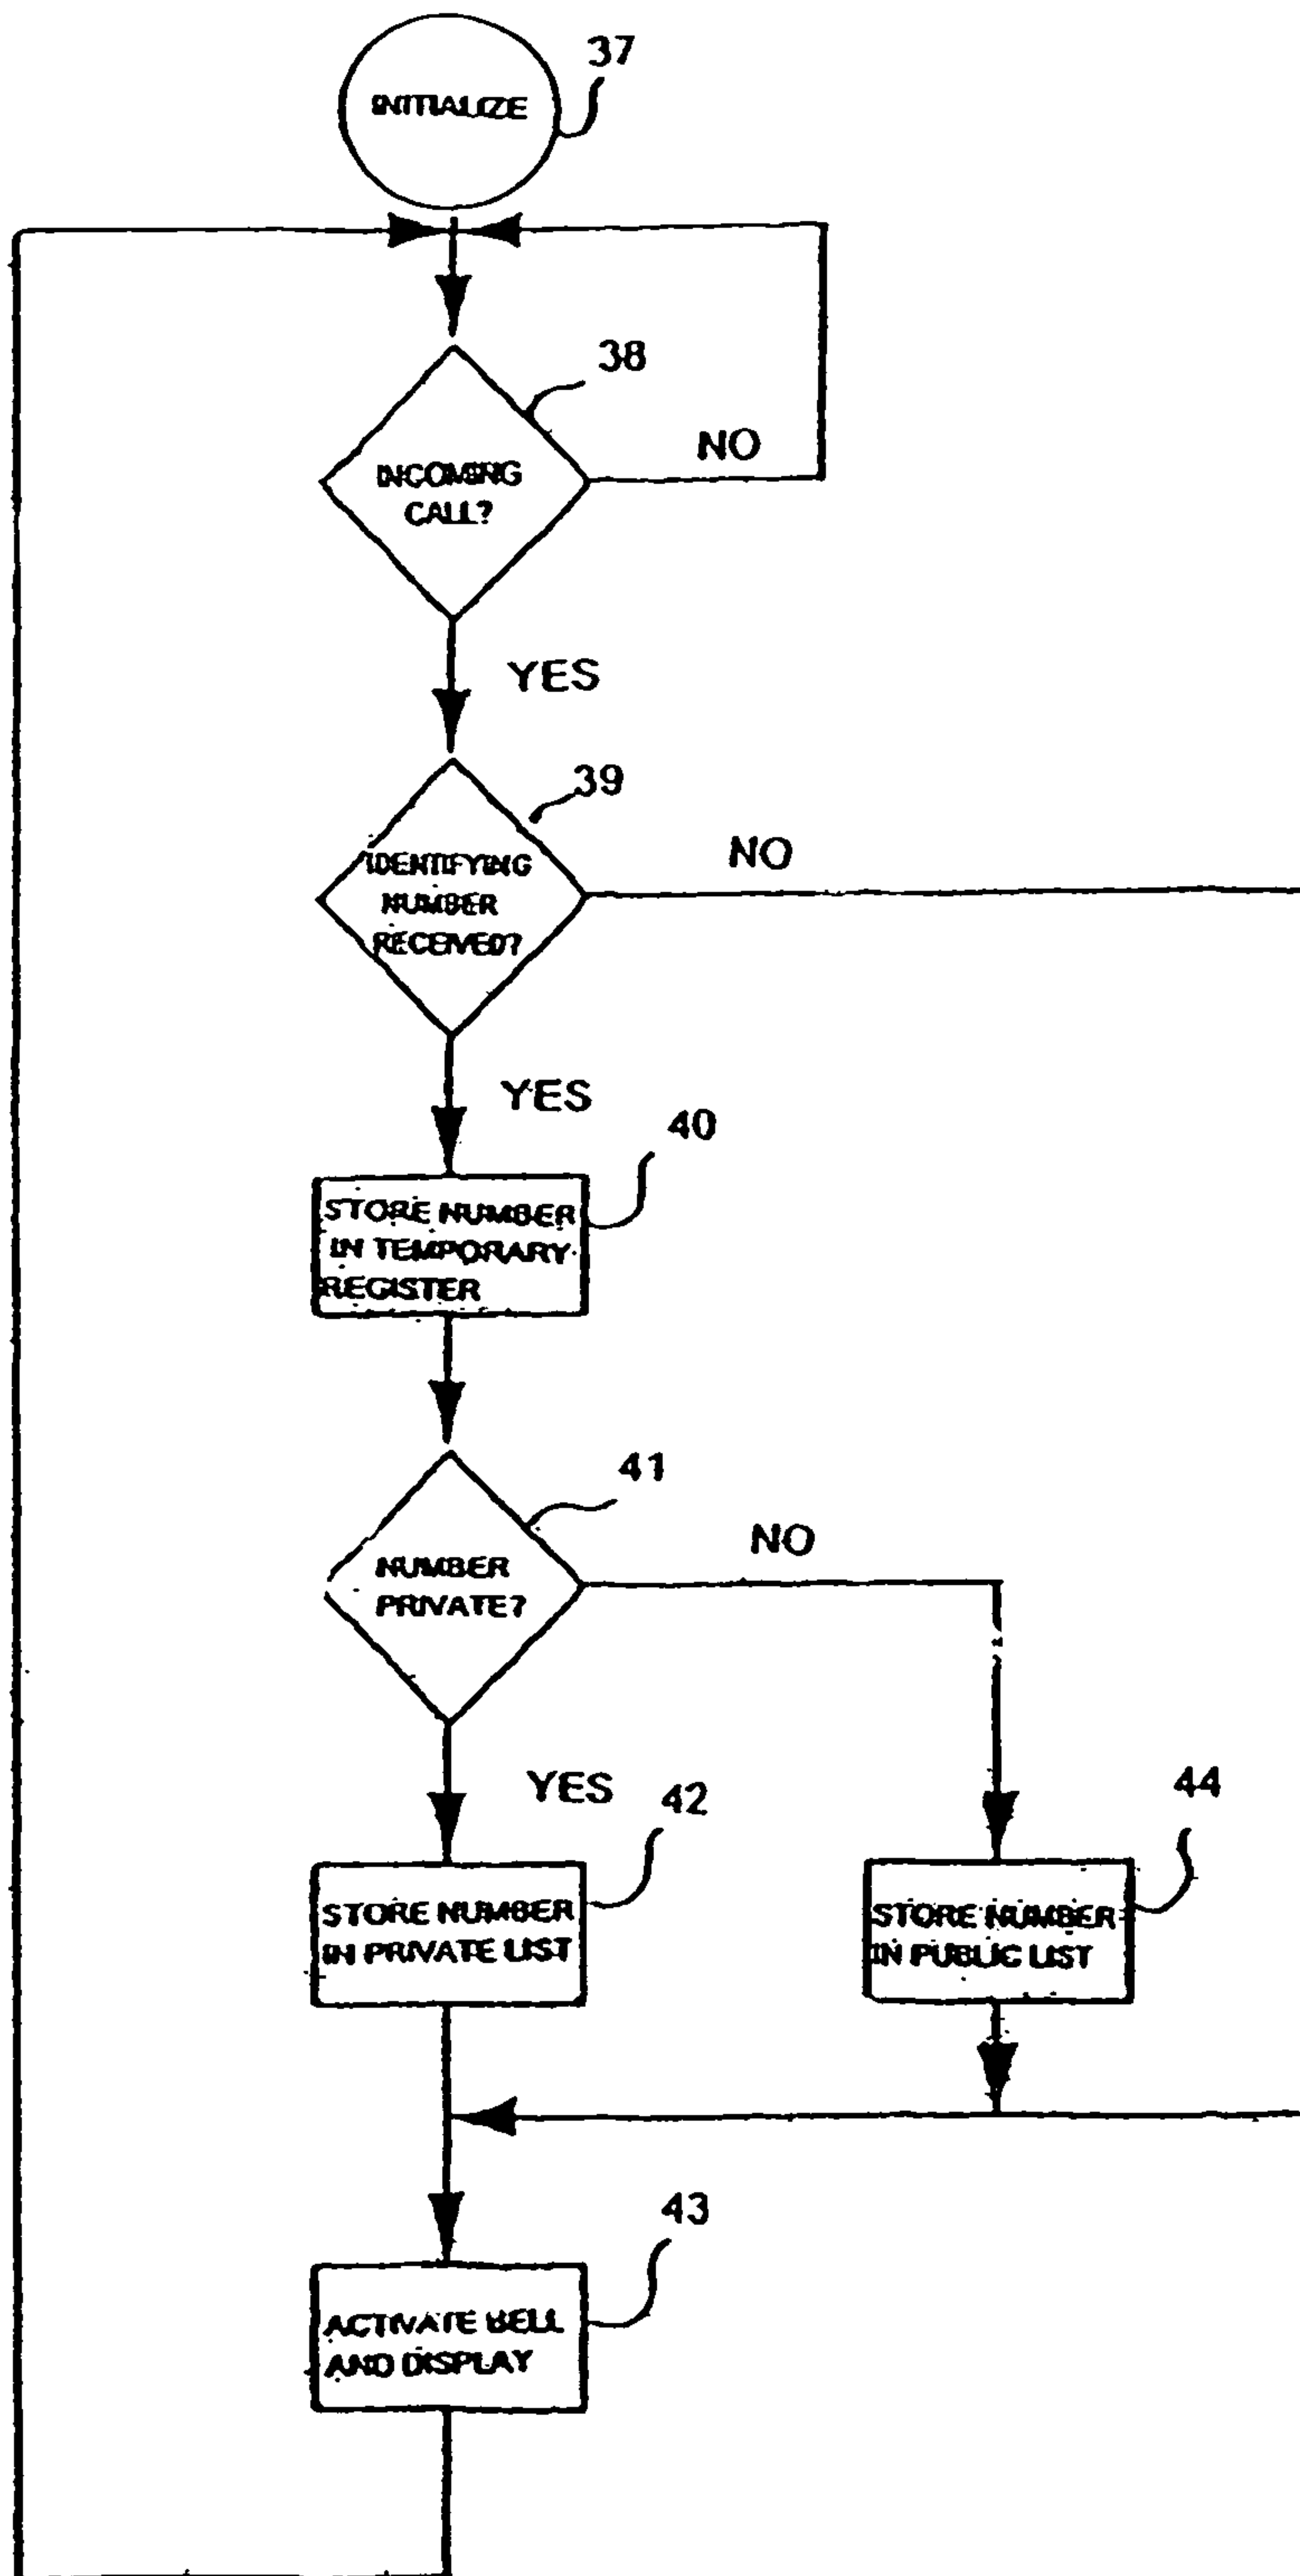 37
INITIALIZE
38
NO
INCOMING
CALL?
YES
39
NO
IDENTIFYING
NUMBER
RECEIVED?
YES
40
STORE NUMBER
IN TEMPORARY
REGISTER
41
NO
NUMBER
PRIVATE?
YES
42
44
STORE NUMBER
IN PRIVATE LIST
STORE NUMBER
IN PUBLIC LIST
43
ACTIVATE BELL
AND DISPLAY